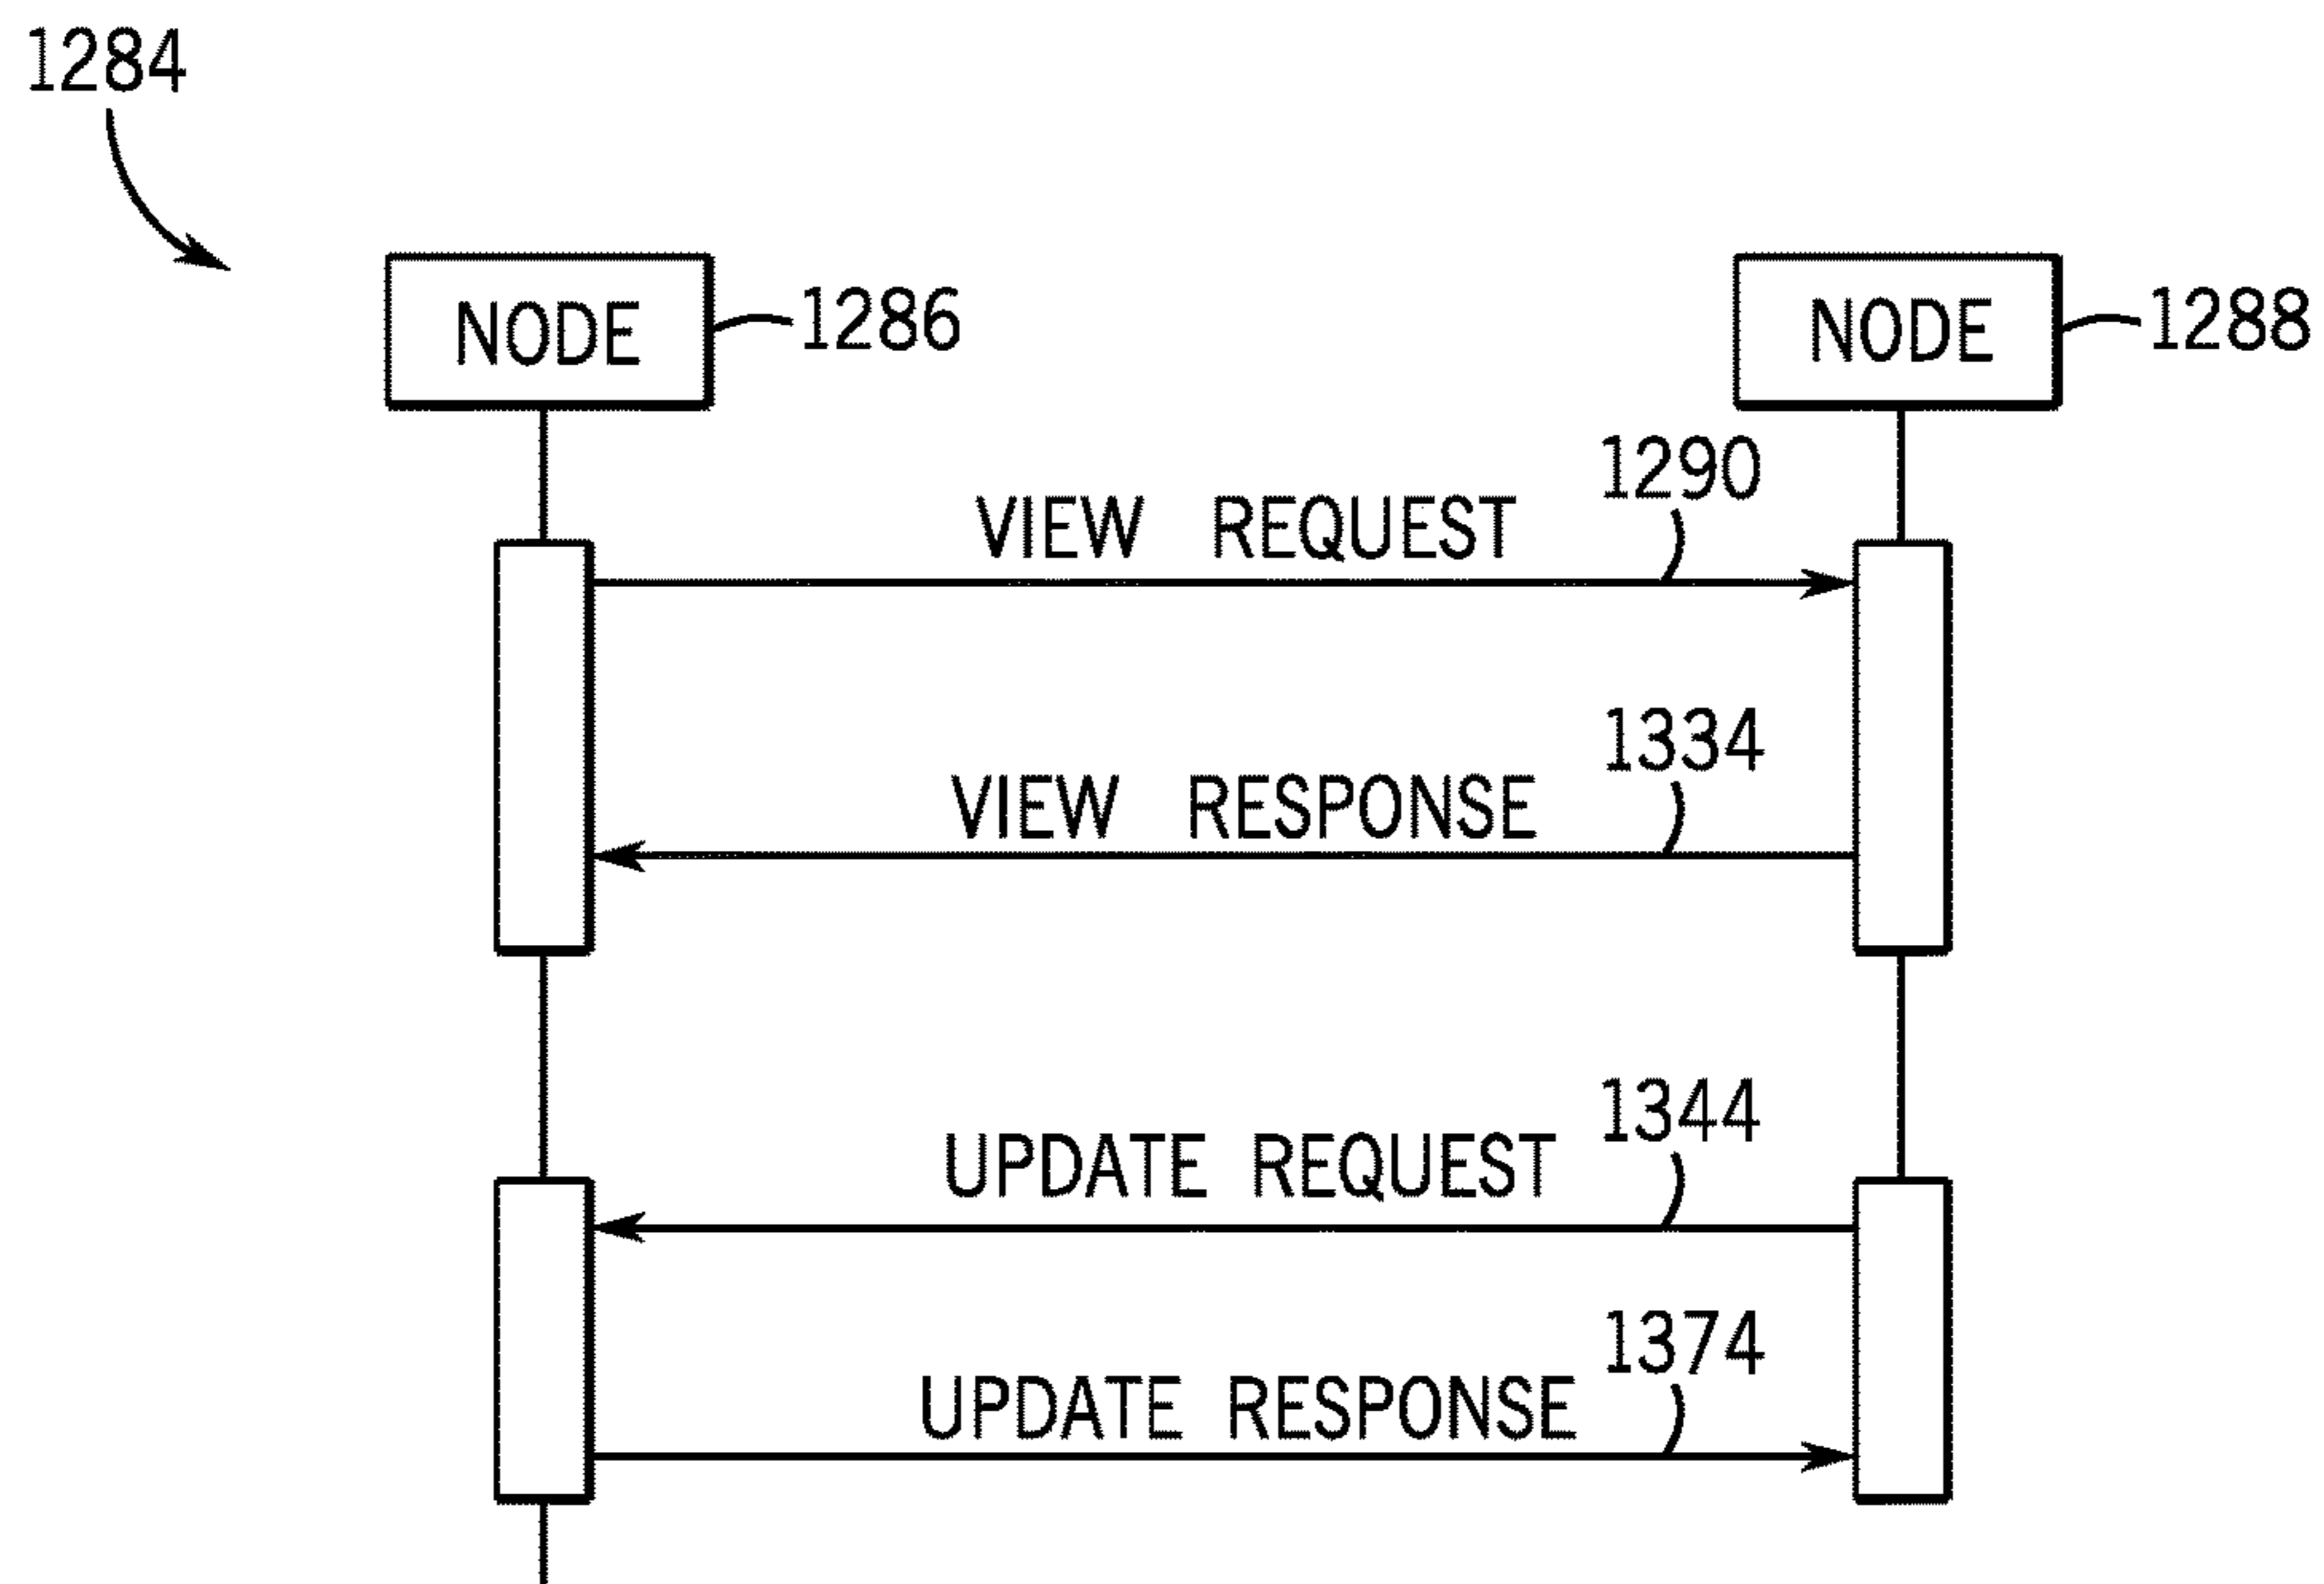 1284
NODE 1286
NODE 1288
1290
VIEW REQUEST
1334
VIEW RESPONSE
1344
UPDATE REQUEST
1374
UPDATE RESPONSE